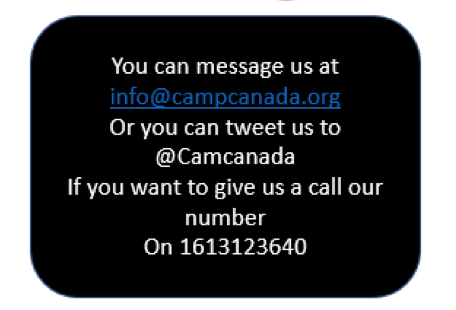 You can message us at
info@campcanada.org
Or you can tweet us to
@Camcanada
If you want to give us a call our
number
On 1613123640